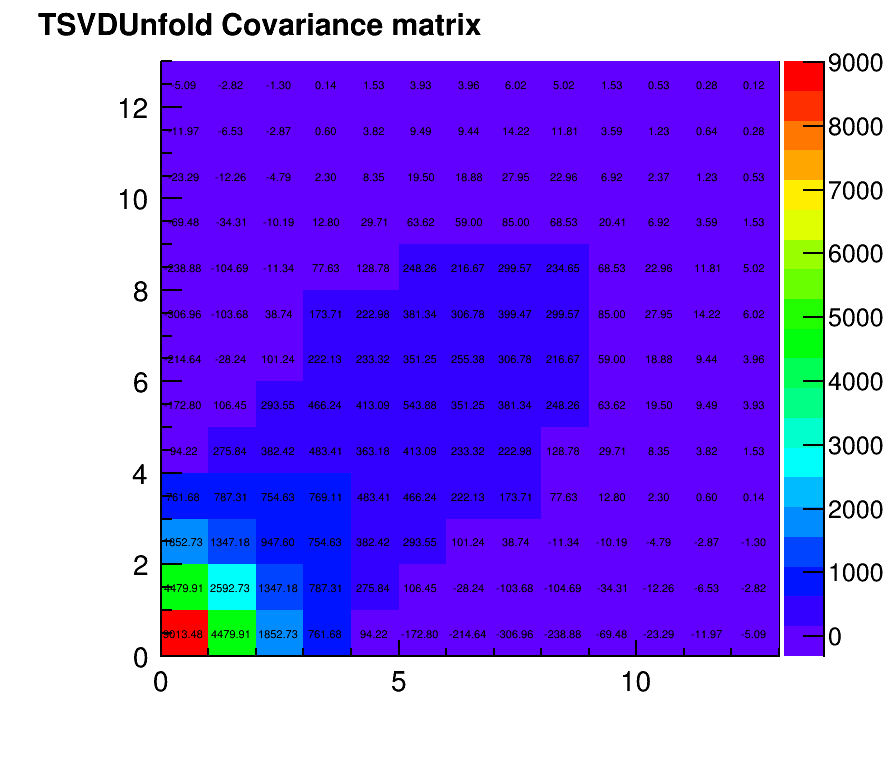 TSVDUnfold Covariance matrix
-5.09 -2.82 -1.30 0.14 1.53 3.93 3.96 6.02 5.02 1.53 0.53 0.28 0.12
-11.97 -6.53 -2.87 0.60 3.82 9.49 9.44 14.22 11.81 3.59 1.23 0.64 0.28
-23.29 -12.26 -4.79 2.30 8.35 19.50 18.88 27.95 22.96 6.92 2.37 1.23 0.53
-69.48 -34.31 -10.19 12.80 29.71 63.62 59.00 85.00 68.53 20.41 6.92 3.59 1.53
-238.88 -104.69 -11.34 77.63 128.78 248.26 216.67 299.57 234.65 68.53 22.96 11.81 5.02
-306.96 -103.68 38.74 173.71 222.98 381.34 306.78 399.47 299.57 85.00 27.95 14.22 6.02
-214.64 -28.24 101.24 222.13 233.32 351.25 255.38 306.78 216.67 59.00 18.88 9.44 3.96
-172.80 106.45 293.55 466.24 413.09 543.88 351.25 381.34 248.26 63.62 19.50 9.49 3.93
94.22 275.84 382.42 483.41 363.18 413.09 233.32 222.98 128.78 29.71 8.35 3.82 1.53
761.68 787.31 754.63 769.11 483.41 466.24 222.13 173.71 77.63 12.80 2.30 0.60 0.14
1852.73 1347.18 947.60 754.63 382.42 293.55 101.24 38.74 -11.34 -10.19 -4.79 -2.87 -1.30
4479.91 2592.73 1347.18 787.31 275.84 106.45 -28.24 -103.68 -104.69 -34.31 -12.26 -6.53 -2.82
9013.48 4479.91 1852.73 761.68 94.22 -172.80 -214.64 -306.96 -238.88 -69.48 -23.29 -11.97 -5.09
12
10
8
6
4
2
0
0 5 10
9000
8000
7000
6000
5000
4000
3000
2000
1000
0